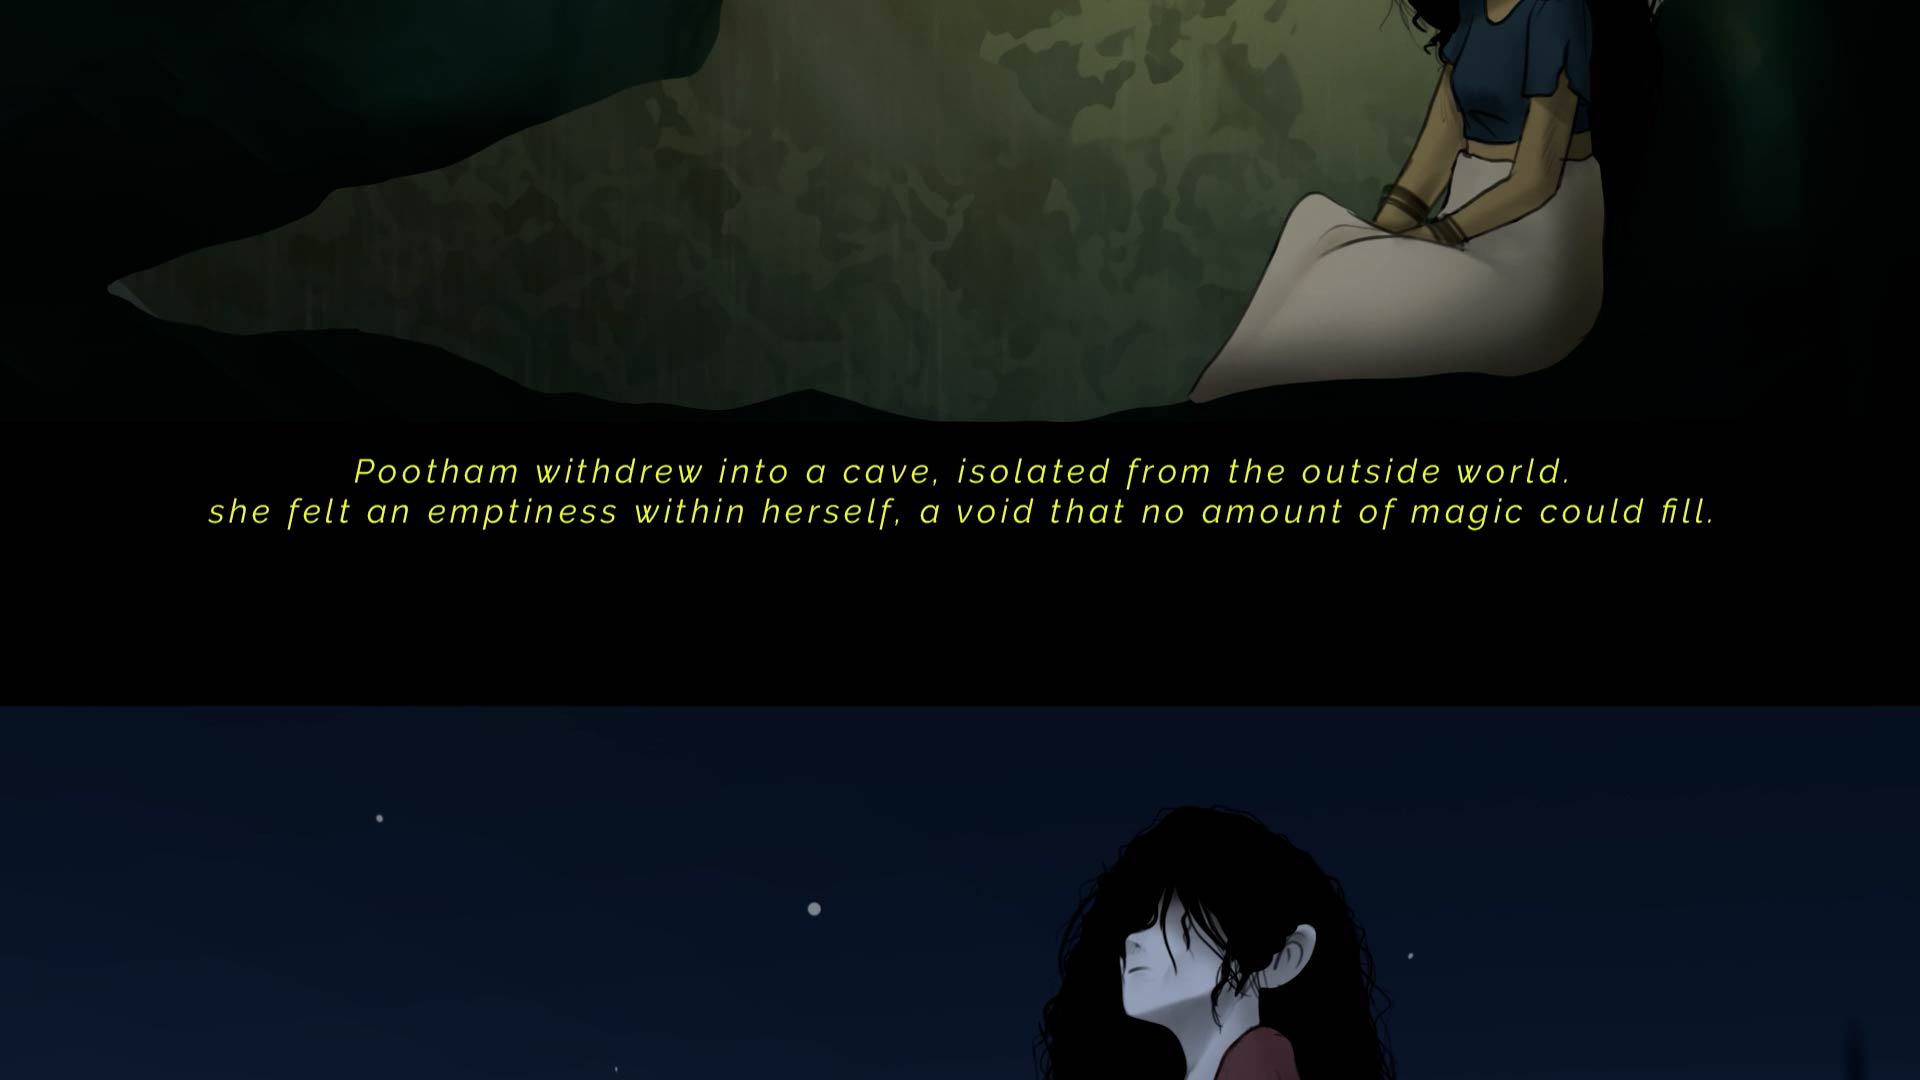 Pootham withdrew into a cave, isolated from the outside world.
she felt an emptiness within herself, a void that no amount of magic could fill.